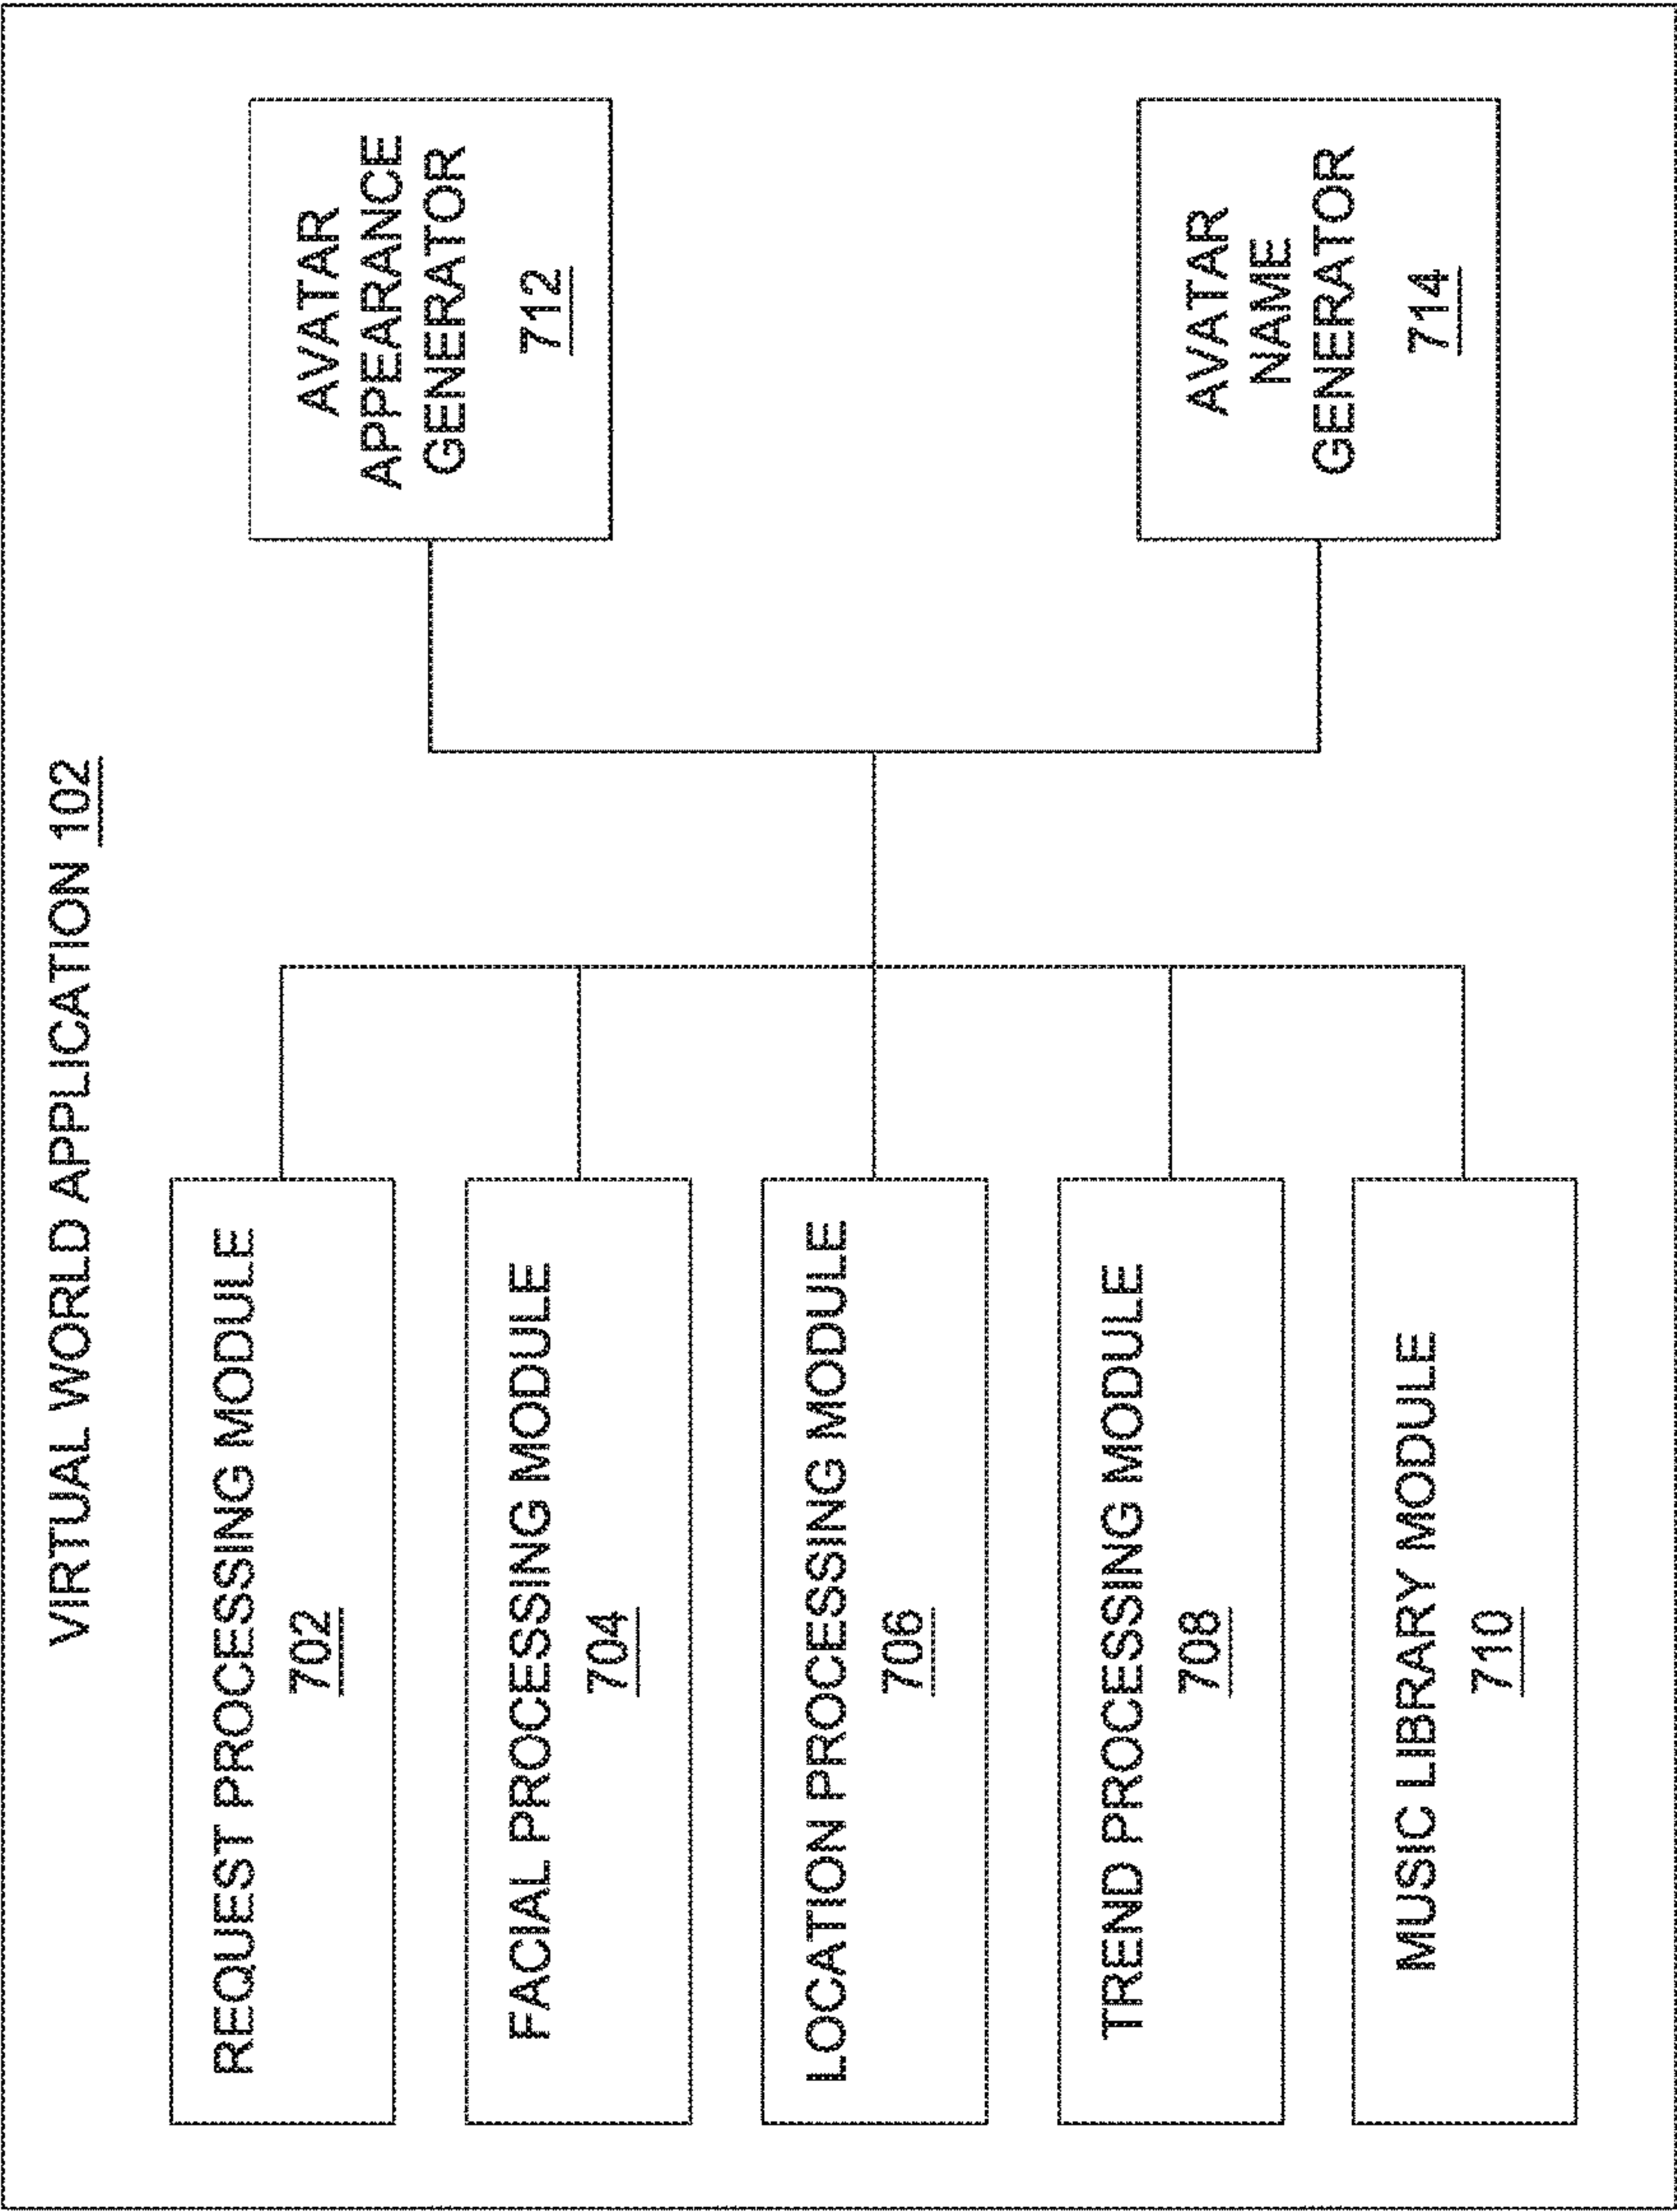 VIRTUAL WORLD APPLICATION 102
REQUEST PROCESSING MODULE
702
FACIAL PROCESSING MODULE
704
LOCATION PROCESSING MODULE
706
TREND PROCESSING MODULE
708
MUSIC LIBRARY MODULE
710
AVATAR
APPEARANCE
GENERATOR
712
AVATAR
NAME
GENERATOR
714